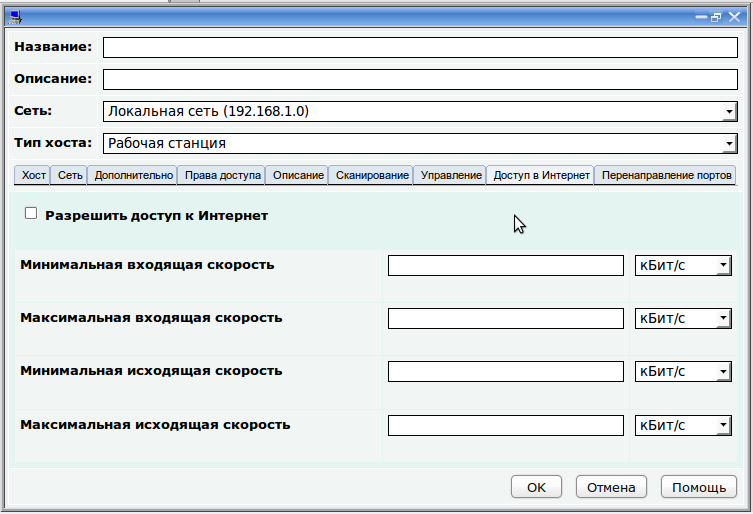 Название:
Описание:
Сеть: Локальная сеть (192.168.1.0)
Тип хоста: Рабочая станция
Хост Сеть Дополнительно Права доступа Описание Сканирование Управление Доступ в Интернет Перенаправление портов
Разрешить доступ к Интернет
Минимальная входящая скорость кБит/с
Максимальная входящая скорость кБит/с
Минимальная исходящая скорость кБит/с
Максимальная исходящая скорость кБит/с
OK Отмена Помощь